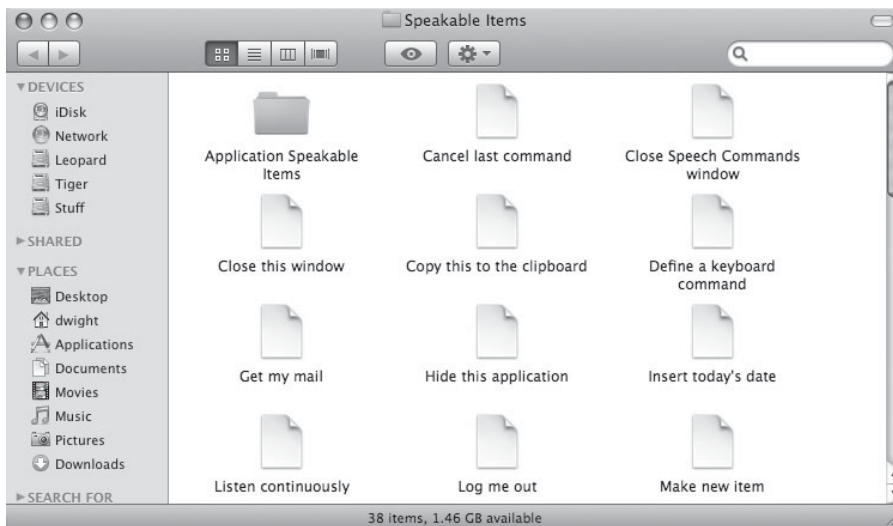 Speakable Items
DEVICES
iDisk
Network
Leopard
Tiger
Stuff
SHARED
PLACES
Desktop
dwight
Applications
Documents
Movies
Music
Pictures
Downloads
SEARCH FOR
Application Speakable
Items
Cancel last command
Close Speech Commands
window
Close this window
Copy this to the clipboard
Define a keyboard
command
Get my mail
Hide this application
Insert today's date
Listen continuously
Log me out
Make new item
38 items, 1.46 GB available